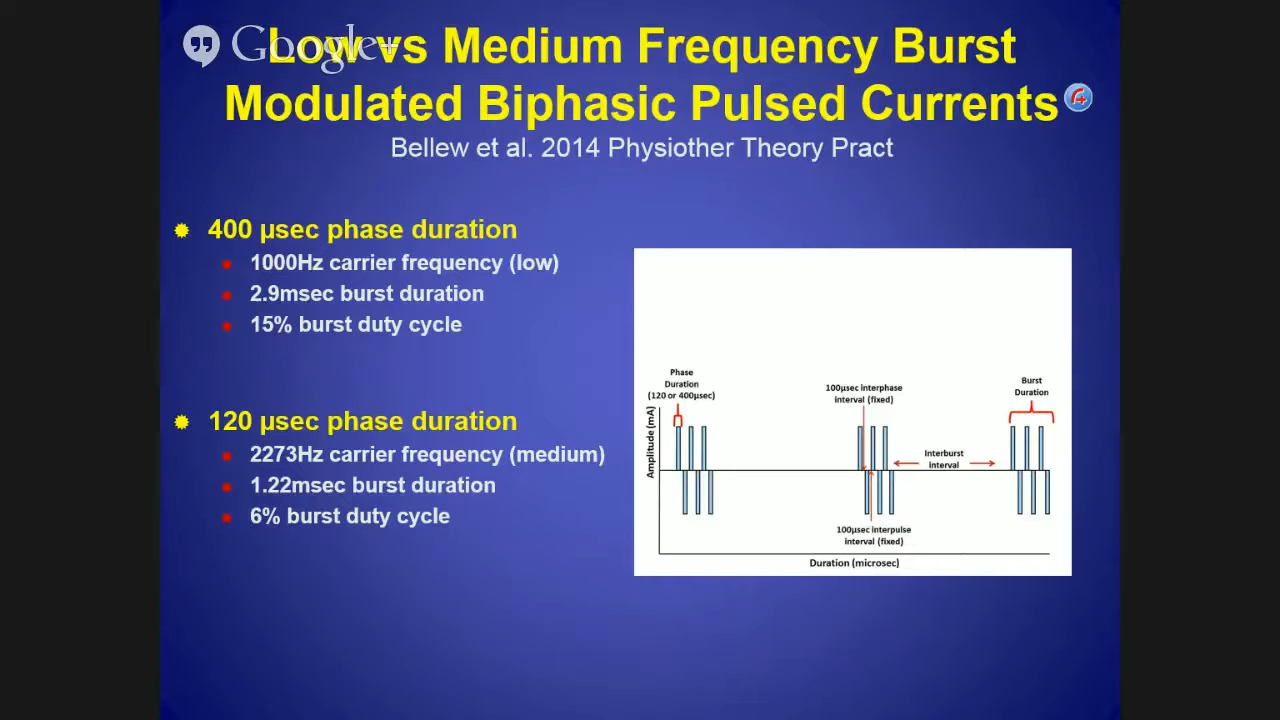 Google+
Low vs Medium Frequency Burst
Modulated Biphasic Pulsed Currents
Bellew et al. 2014 Physiother Theory Pract
400 µsec phase duration
1000Hz carrier frequency (low)
2.9msec burst duration
15% burst duty cycle
120 µsec phase duration
2273Hz carrier frequency (medium)
1.22msec burst duration
6% burst duty cycle
Phase
Duration
(120 or 400µsec)
100µsec interphase
interval (fixed)
Burst
Duration
Amplitude (mA)
Interburst
Interval
100µsec interpulse
interval (fixed)
Duration (microsec)